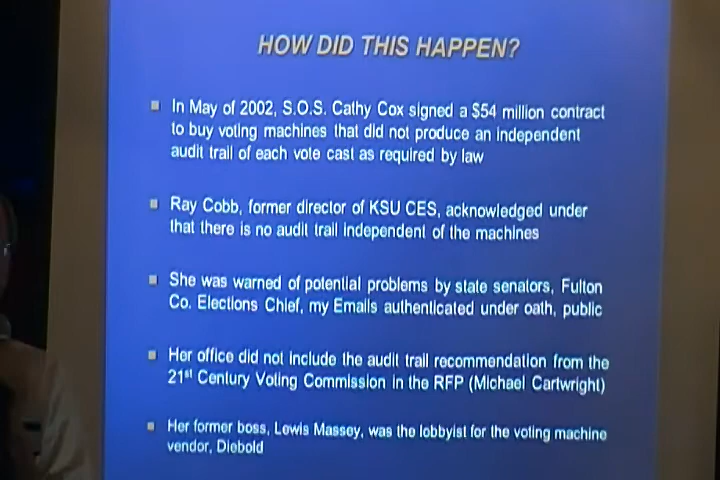 HOW DID THIS HAPPEN?
In May of 2002, S.O.S. Cathy Cox signed a $54 million contract
to buy voting machines that did not produce an independent
audit trail of each vote cast as required by law
Ray Cobb, former director of KSU CES, acknowledged under
that there is no audit trail independent of the machines
She was warned of potential problems by state senators, Fulton
Co. Elections Chief, my Emails authenticated under oath, public
Her office did not include the audit trail recommendation from the
21st Century Voting Commission in the RFP (Michael Cartwright)
Her former boss, Lewis Massey, was the lobbyist for the voting machine
vendor, Diebold